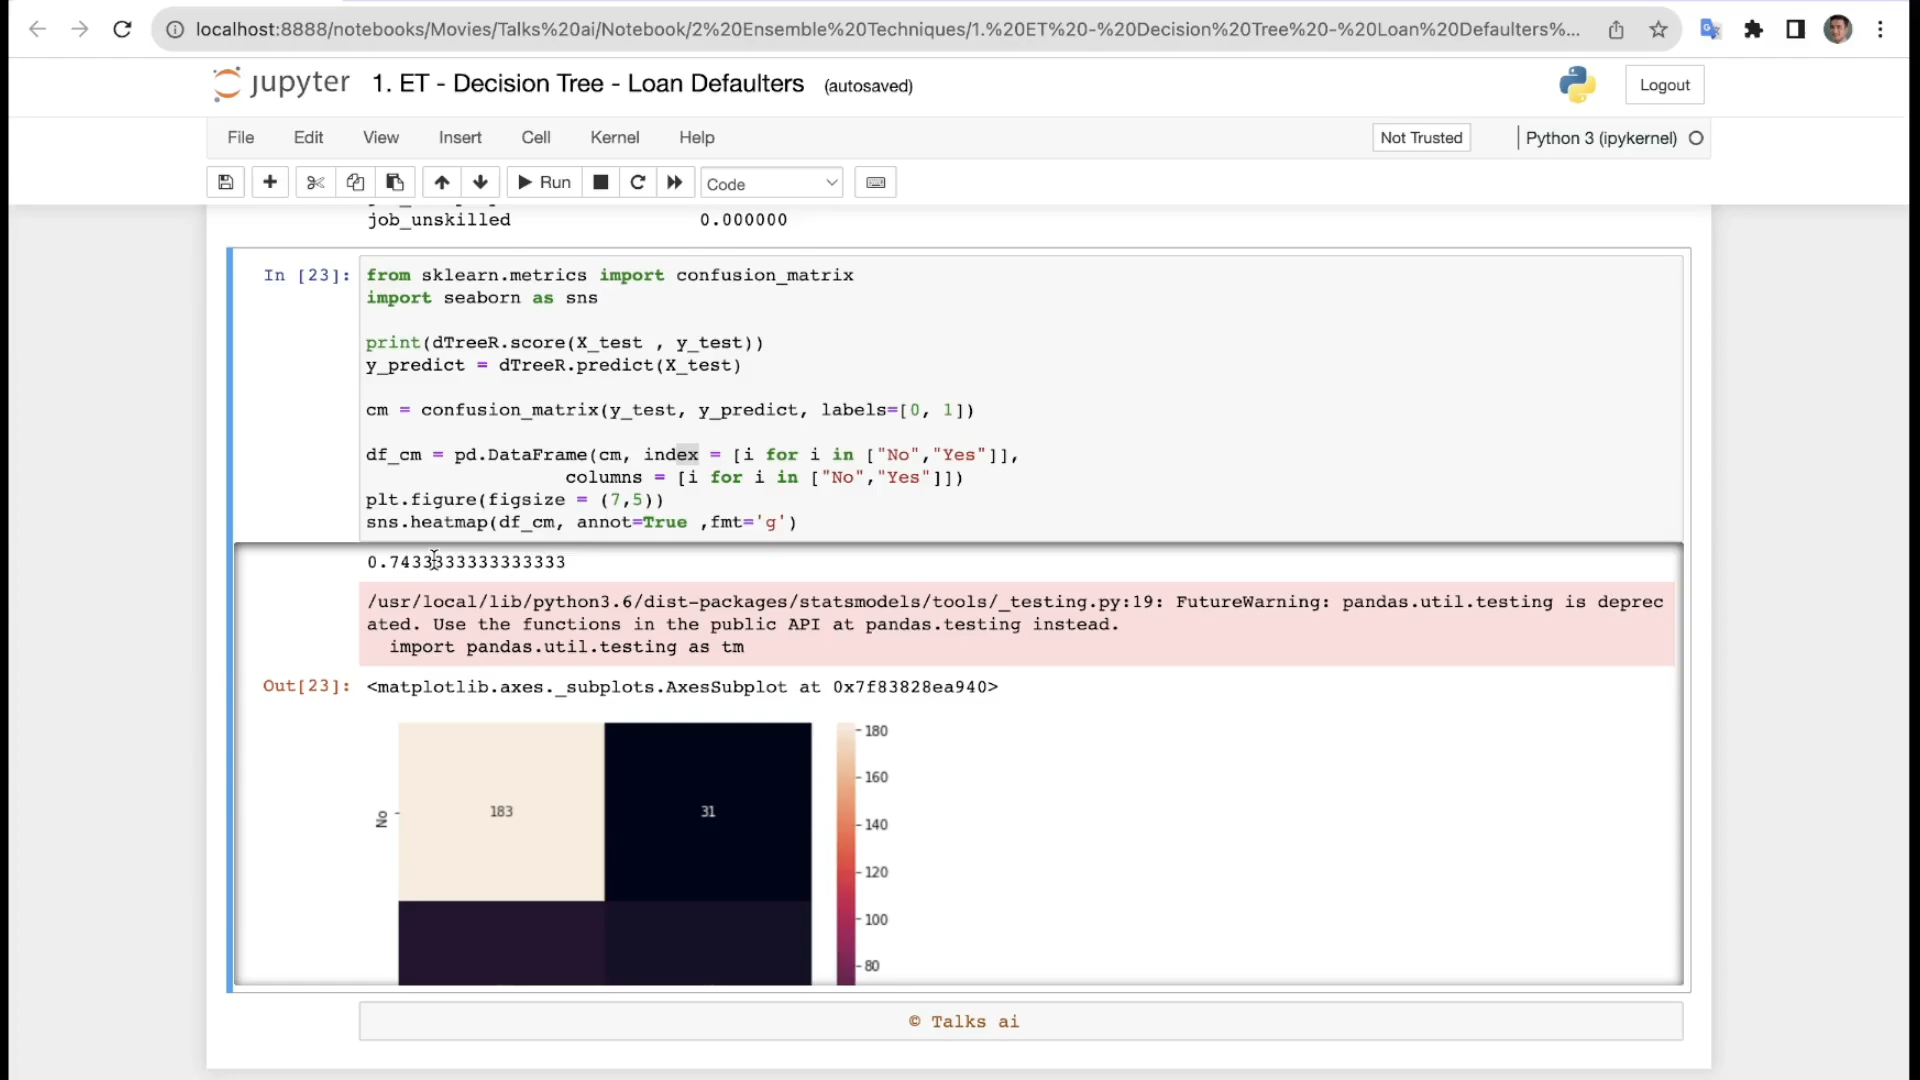 localhost:8888/notebooks/Movies/Talks%20ai/Notebook/2%20Ensemble%20Techniques/1.%20ET%20-%20Decision%20Tree%20-%20Loan%20Defaulters%...
jupyter 1. ET - Decision Tree - Loan Defaulters (autosaved) Logout
File Edit View Insert Cell Kernel Help Not Trusted Python 3 (ipykernel)
Run Code
job_unskilled 0.000000
In [23]: from sklearn.metrics import confusion_matrix
import seaborn as sns
print(dTreeR.score(X_test , y_test))
y_predict = dTreeR.predict(X_test)
cm = confusion_matrix(y_test, y_predict, labels=[0, 1])
df_cm = pd.DataFrame(cm, index = [i for i in ["No","Yes"]],
columns = [i for i in ["No","Yes"]])
plt.figure(figsize = (7,5))
sns.heatmap(df_cm, annot=True ,fmt='g')
0.7433333333333333
/usr/local/lib/python3.6/dist-packages/statsmodels/tools/_testing.py:19: FutureWarning: pandas.util.testing is deprec
ated. Use the functions in the public API at pandas.testing instead.
import pandas.util.testing as tm
Out[23]: <matplotlib.axes._subplots.AxesSubplot at 0x7f83828ea940>
180
160
No 183 31
140
120
100
80
© Talks ai